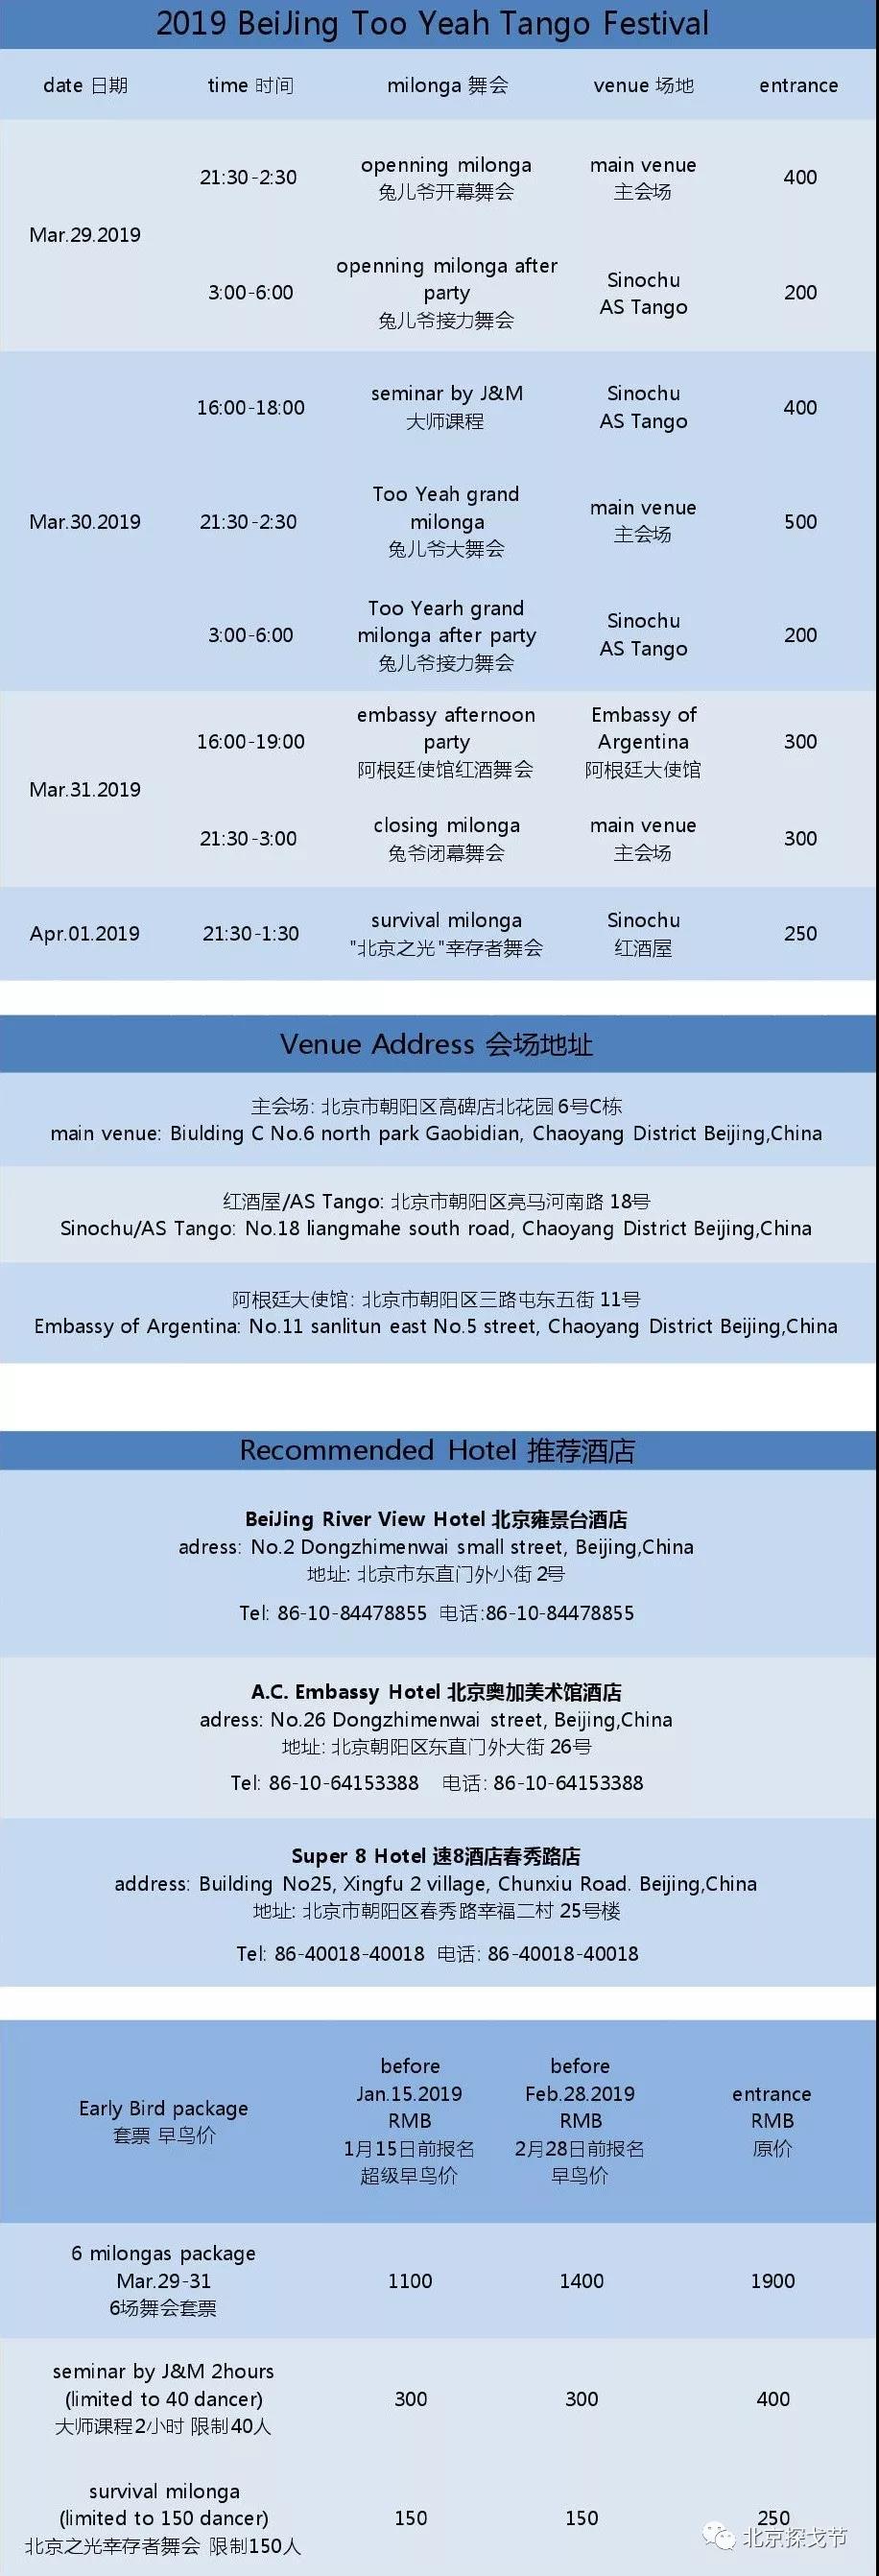 2019 BeiJing Too Yeah Tango Festival
date 日期 time 时间 milonga 舞会 venue 场地 entrance
Mar.29.2019
21:30-2:30
openning milonga
兔儿爷开幕舞会
main venue
主会场
400
3:00-6:00
openning milonga after
party
兔儿爷接力舞会
Sinochu
AS Tango
200
Mar.30.2019
16:00-18:00
seminar by J&M
大师课程
Sinochu
AS Tango
400
21:30-2:30
Too Yeah grand
milonga
兔儿爷大舞会
main venue
主会场
500
3:00-6:00
Too Yearh grand
milonga after party
兔儿爷接力舞会
Sinochu
AS Tango
200
Mar.31.2019
16:00-19:00
embassy afternoon
party
阿根廷使馆红酒舞会
Embassy of
Argentina
阿根廷大使馆
300
21:30-3:00
closing milonga
兔爷闭幕舞会
main venue
主会场
300
Apr.01.2019
21:30-1:30
survival milonga
"北京之光"幸存者舞会
Sinochu
红酒屋
250
Venue Address 会场地址
主会场: 北京市朝阳区高碑店北花园6号C栋
main venue: Biulding C No.6 north park Gaobidian, Chaoyang District Beijing,China
红酒屋/AS Tango: 北京市朝阳区亮马河南路 18号
Sinochu/AS Tango: No.18 liangmahe south road, Chaoyang District Beijing,China
阿根廷大使馆: 北京市朝阳区三路屯东五街 11号
Embassy of Argentina: No.11 sanlitun east No.5 street, Chaoyang District Beijing,China
Recommended Hotel 推荐酒店
BeiJing River View Hotel 北京雍景台酒店
adress: No.2 Dongzhimenwai small street, Beijing,China
地址: 北京市东直门外小街 2号
Tel: 86-10-84478855 电话:86-10-84478855
A.C. Embassy Hotel 北京奥加美术馆酒店
adress: No.26 Dongzhimenwai street, Beijing,China
地址: 北京朝阳区东直门外大街 26号
Tel: 86-10-64153388 电话: 86-10-64153388
Super 8 Hotel 速8酒店春秀路店
address: Building No25, Xingfu 2 village, Chunxiu Road. Beijing,China
地址: 北京市朝阳区春秀路幸福二村 25号楼
Tel: 86-40018-40018 电话: 86-40018-40018
Early Bird package
套票 早鸟价
before
Jan.15.2019
RMB
1月15日前报名
超级早鸟价
before
Feb.28.2019
RMB
2月28日前报名
早鸟价
entrance
RMB
原价
6 milongas package
Mar.29-31
6场舞会套票
1100
1400
1900
seminar by J&M 2hours
(limited to 40 dancer)
大师课程2小时 限制40人
300
300
400
survival milonga
(limited to 150 dancer)
北京之光幸存者舞会 限制150人
150
150
250
北京探戈节